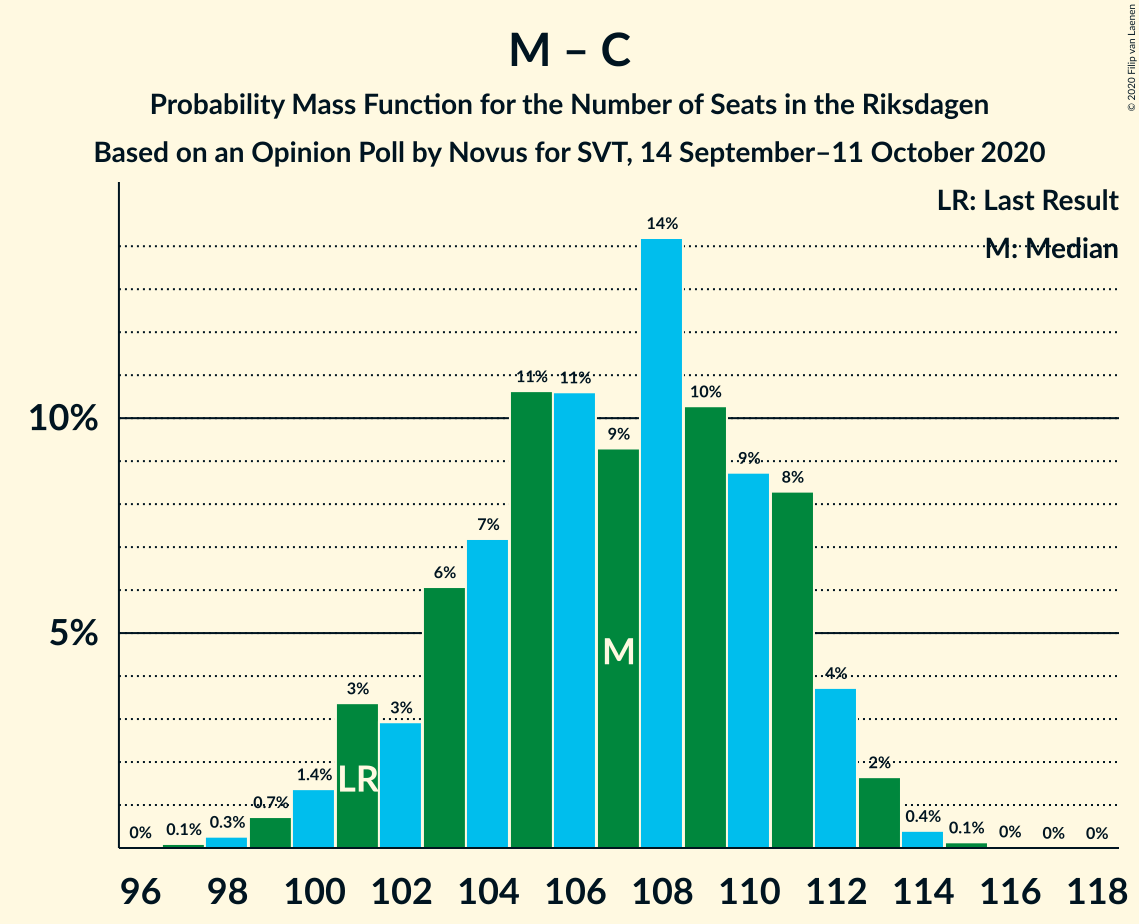 M – C
Probability Mass Function for the Number of Seats in the Riksdagen
Based on an Opinion Poll by Novus for SVT, 14 September–11 October 2020
© 2020 Filip van Laenen
LR: Last Result
M: Median
10%
5%
0%
0.1%
0.3%
0.7%
1.4%
3%
3%
6%
7%
11%
11%
9%
14%
10%
9%
8%
4%
2%
0.4%
0.1%
0%
0%
0%
LR
M
96 98 100 102 104 106 108 110 112 114 116 118